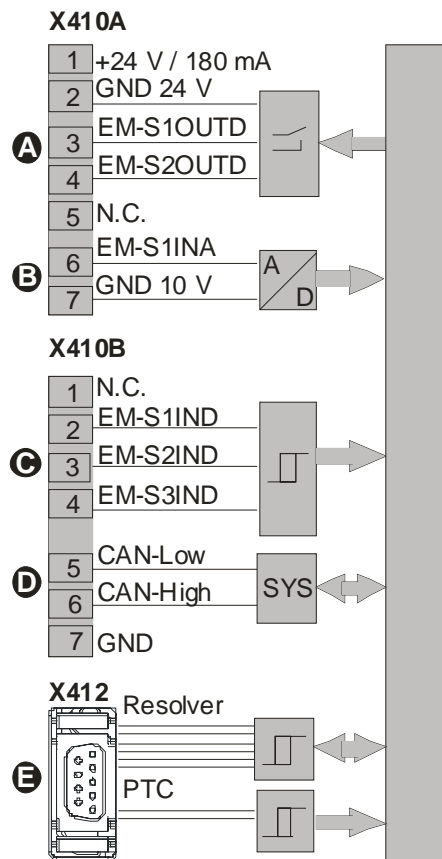 X410A
1 +24 V / 180 mA
2 GND 24 V
A
3 EM-S1OUTD
4 EM-S2OUTD
5 N.C.
B
6 EM-S1INA
A
D
7 GND 10 V
X410B
1 N.C.
2 EM-S1IND
C
3 EM-S2IND
4 EM-S3IND
D
5 CAN-Low
SYS
6 CAN-High
7 GND
X412
Resolver
E
PTC